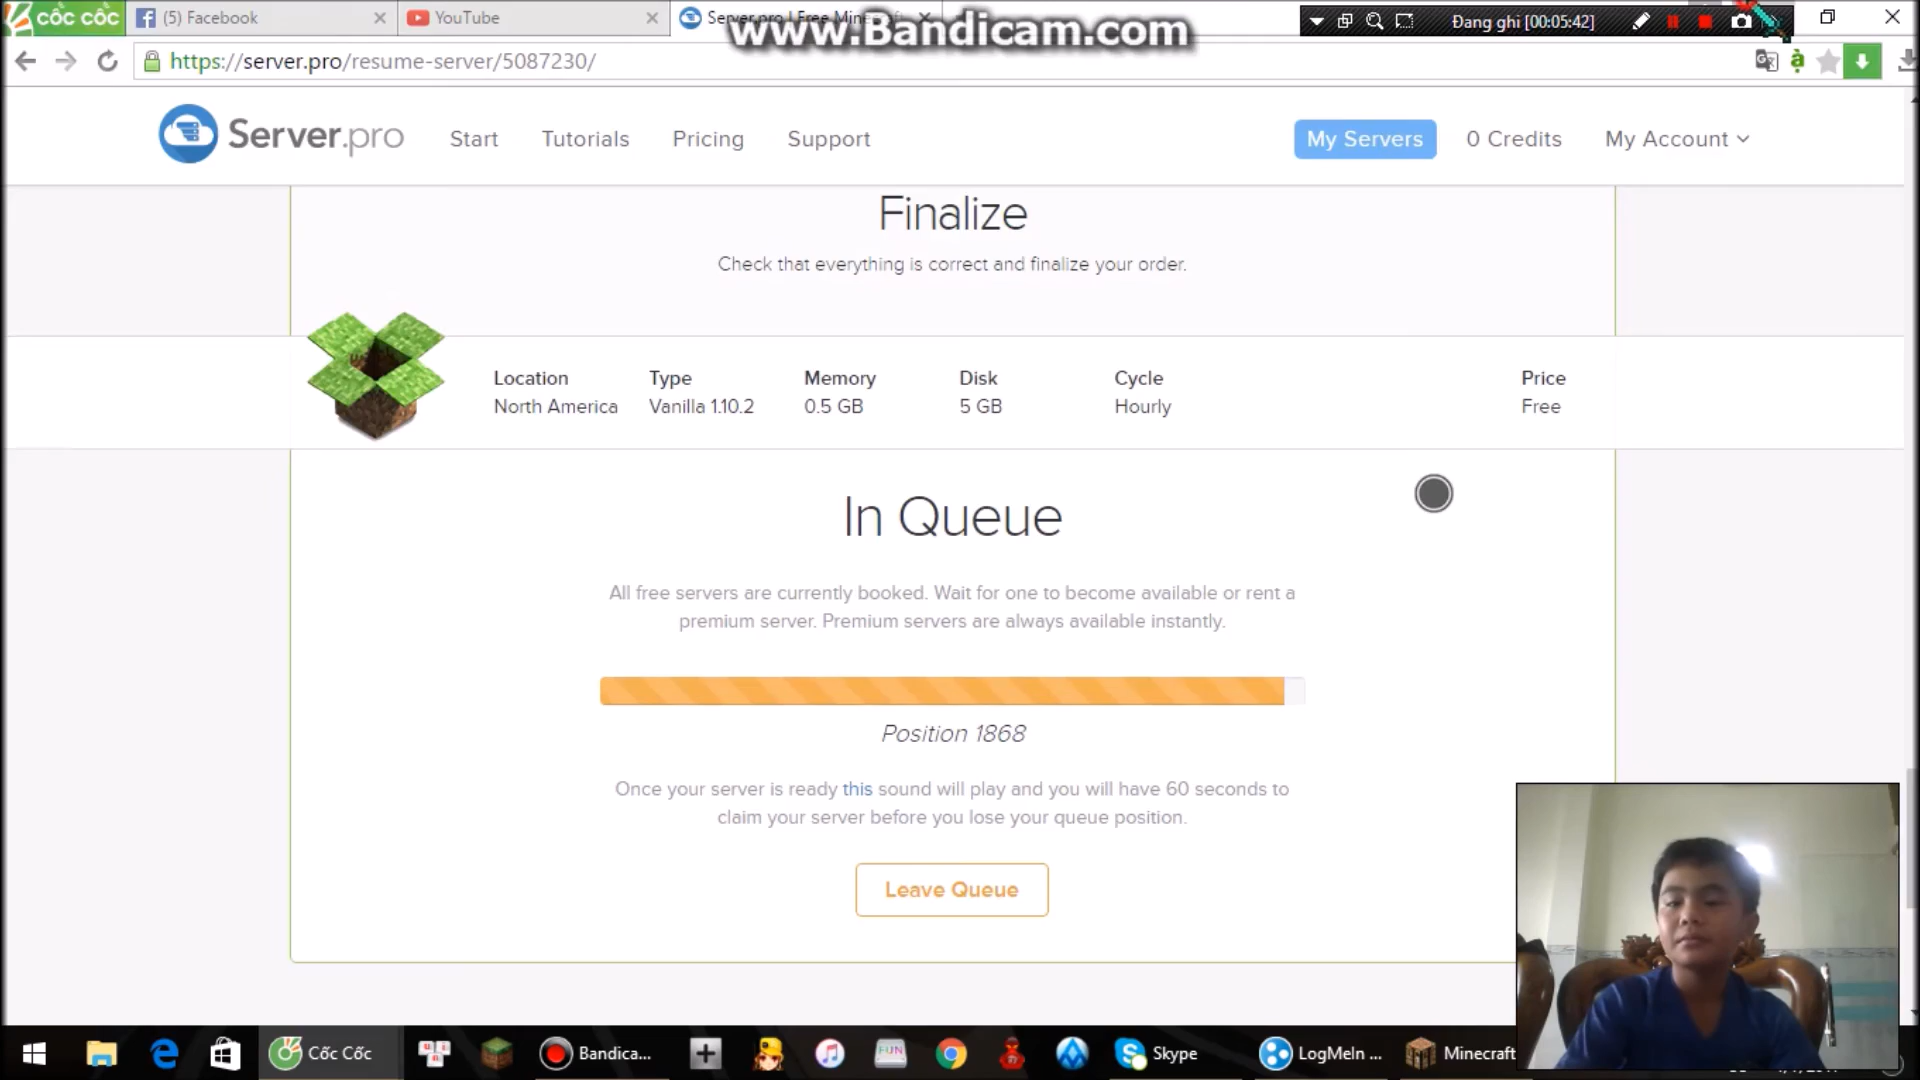 cốc cốc
(5) Facebook
YouTube
Server.pro | Free Mine
www.Bandicam.com
Đang ghi [00:05:42]
https://server.pro/resume-server/5087230/
Server.pro
Start
Tutorials
Pricing
Support
My Servers
0 Credits
My Account
Finalize
Check that everything is correct and finalize your order.
Location
Type
Memory
Disk
Cycle
Price
North America
Vanilla 1.10.2
0.5 GB
5 GB
Hourly
Free
In Queue
All free servers are currently booked. Wait for one to become available or rent a
premium server. Premium servers are always available instantly.
Position 1868
Once your server is ready this sound will play and you will have 60 seconds to
claim your server before you lose your queue position.
Leave Queue
Cốc Cốc
Bandica...
FUN
Skype
LogMeIn ...
Minecraft